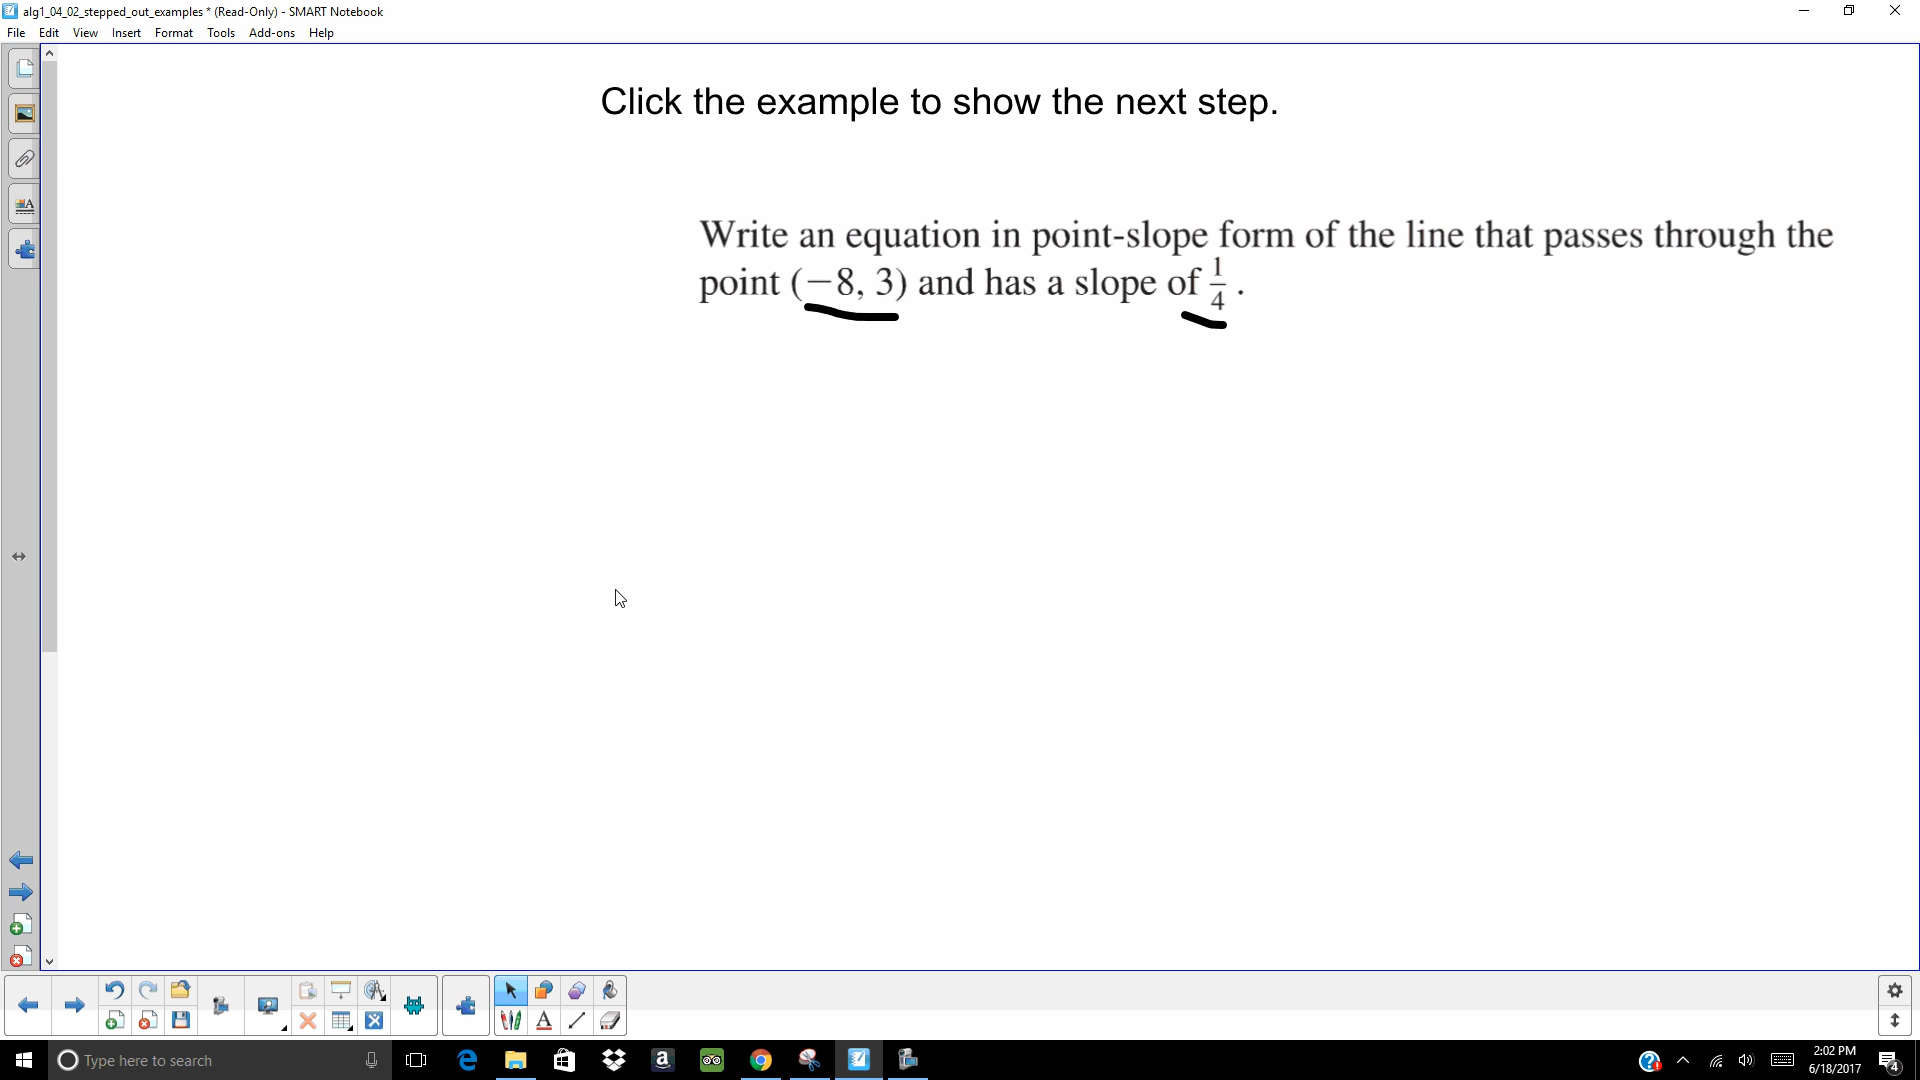 alg1_04_02_stepped_out_examples * (Read-Only) - SMART Notebook
File Edit View Insert Format Tools Add-ons Help
Click the example to show the next step.
Write an equation in point-slope form of the line that passes through the
point (−8, 3) and has a slope of 1/4 .
Type here to search
2:02 PM
6/18/2017
4